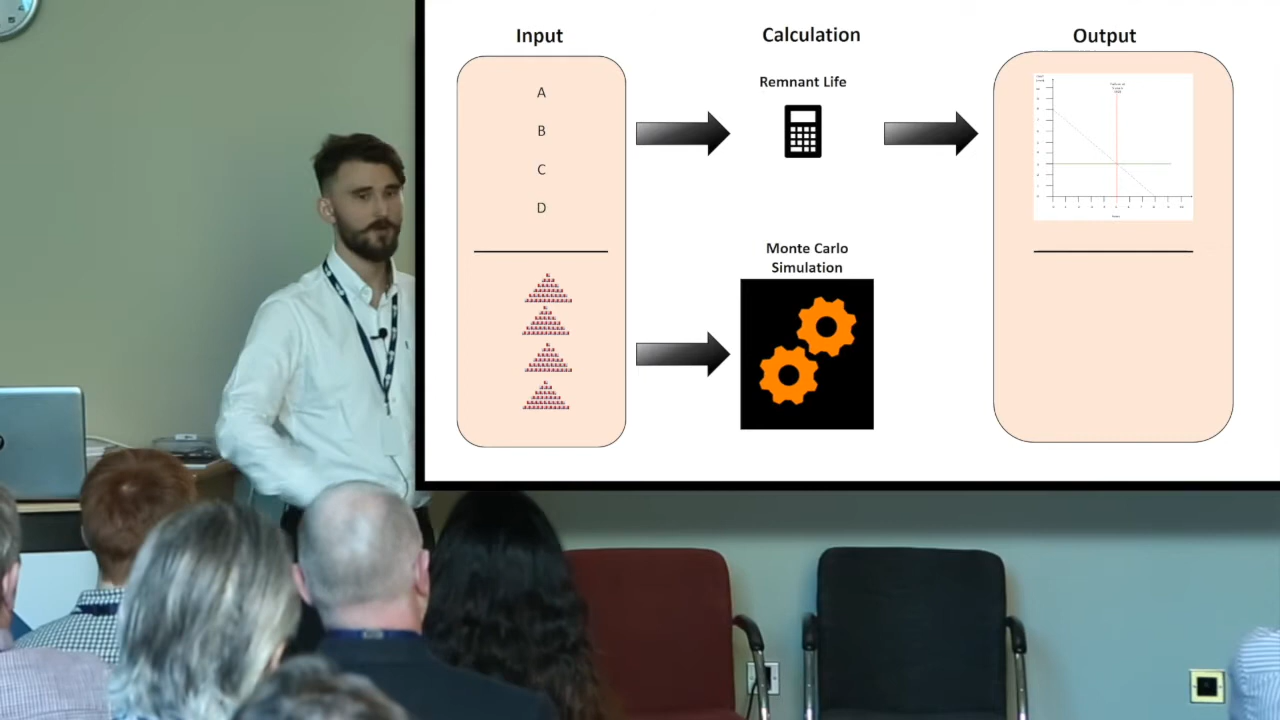 Input
Calculation
Output
Remnant Life
A
B
C
D
Monte Carlo
Simulation